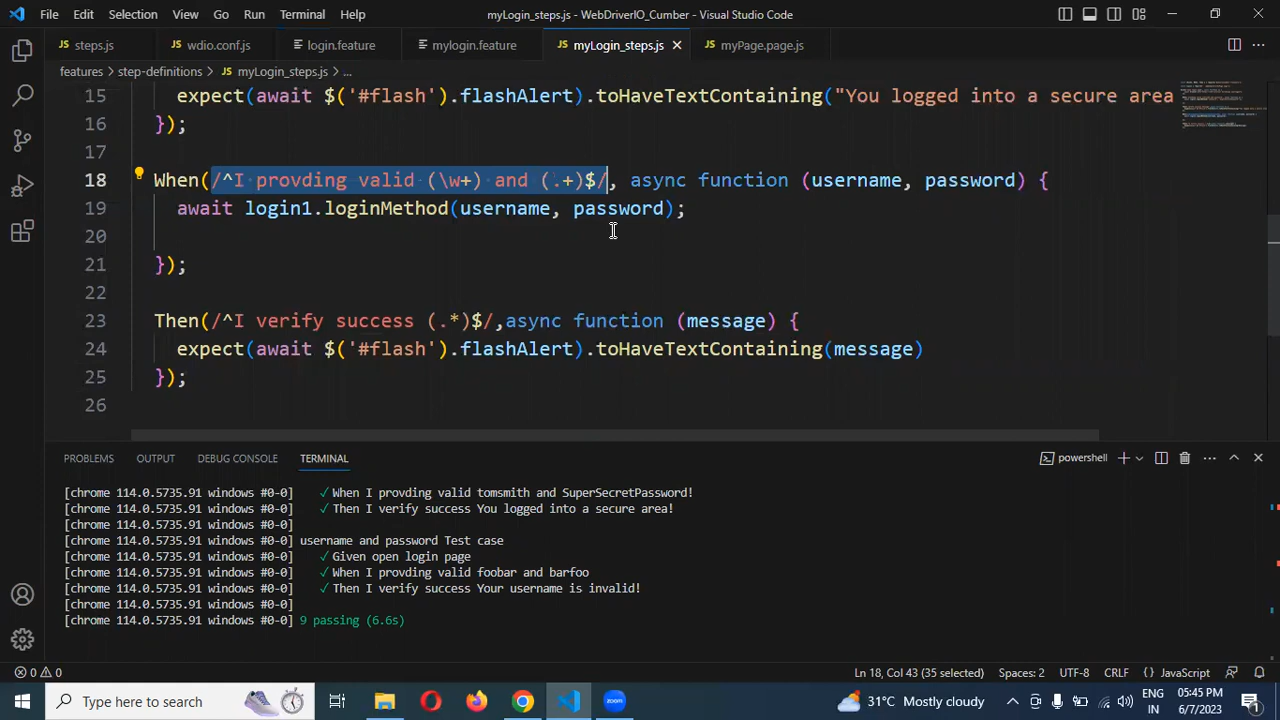 File Edit Selection View Go Run Terminal Help myLogin_steps.js - WebDriverIO_Cumber - Visual Studio Code
steps.js wdio.conf.js login.feature mylogin.feature myLogin_steps.js myPage.page.js
features > step-definitions > myLogin_steps.js > ...
15 expect(await $('#flash').flashAlert).toHaveTextContaining("You logged into a secure area
16 });
17
18 When(/^I provding valid (\w+) and (.+)$/, async function (username, password) {
19 await login1.loginMethod(username, password);
20
21 });
22
23 Then(/^I verify success (.*)$/,async function (message) {
24 expect(await $('#flash').flashAlert).toHaveTextContaining(message)
25 });
26
PROBLEMS OUTPUT DEBUG CONSOLE TERMINAL powershell
[chrome 114.0.5735.91 windows #0-0] ✓ When I provding valid tomsmith and SuperSecretPassword!
[chrome 114.0.5735.91 windows #0-0] ✓ Then I verify success You logged into a secure area!
[chrome 114.0.5735.91 windows #0-0]
[chrome 114.0.5735.91 windows #0-0] username and password Test case
[chrome 114.0.5735.91 windows #0-0] ✓ Given open login page
[chrome 114.0.5735.91 windows #0-0] ✓ When I provding valid foobar and barfoo
[chrome 114.0.5735.91 windows #0-0] ✓ Then I verify success Your username is invalid!
[chrome 114.0.5735.91 windows #0-0]
[chrome 114.0.5735.91 windows #0-0] 9 passing (6.6s)
0 0 Ln 18, Col 43 (35 selected) Spaces: 2 UTF-8 CRLF {} JavaScript
Type here to search 31°C Mostly cloudy ENG IN 05:45 PM 6/7/2023 1